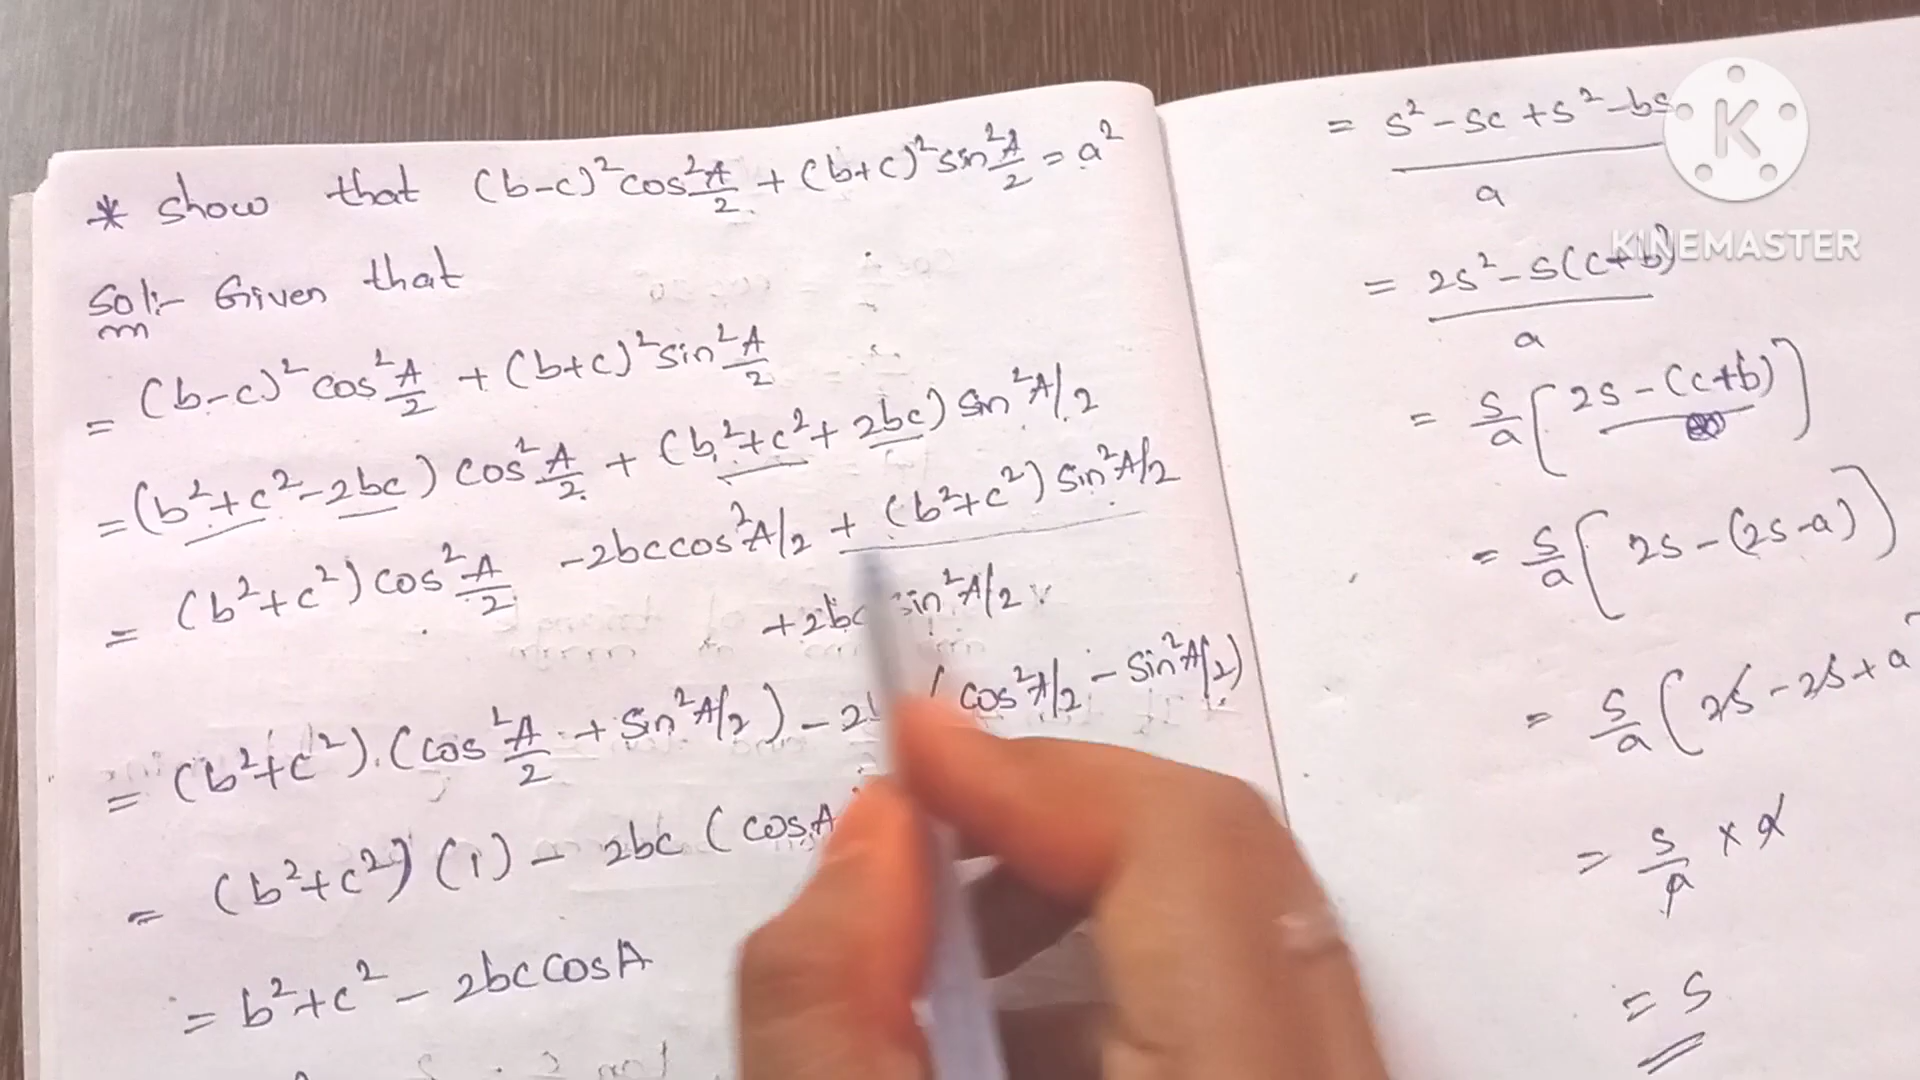 * show that (b-c)² cos² A/2 + (b+c)² sin² A/2 = a²
Sol:- Given that
= (b-c)² cos² A/2 + (b+c)² sin² A/2
= (b²+c²-2bc) cos² A/2 + (b²+c²+2bc) sin² A/2
= (b²+c²) cos² A/2 -2bc cos² A/2 + (b²+c²) sin² A/2
+2bc sin² A/2
= (b²+c²).(cos² A/2 + sin² A/2) - 2b (cos² A/2 - sin² A/2)
= (b²+c²) (1) - 2bc (cos A
= b²+c² - 2bc cos A
= s² - sc + s² - bs / a
= 2s² - s(c+b) / a
= s/a [2s - (c+b)]
= s/a [2s - (2s-a)]
= s/a (2s - 2s + a
= s/a × a
= s
K
KINEMASTER